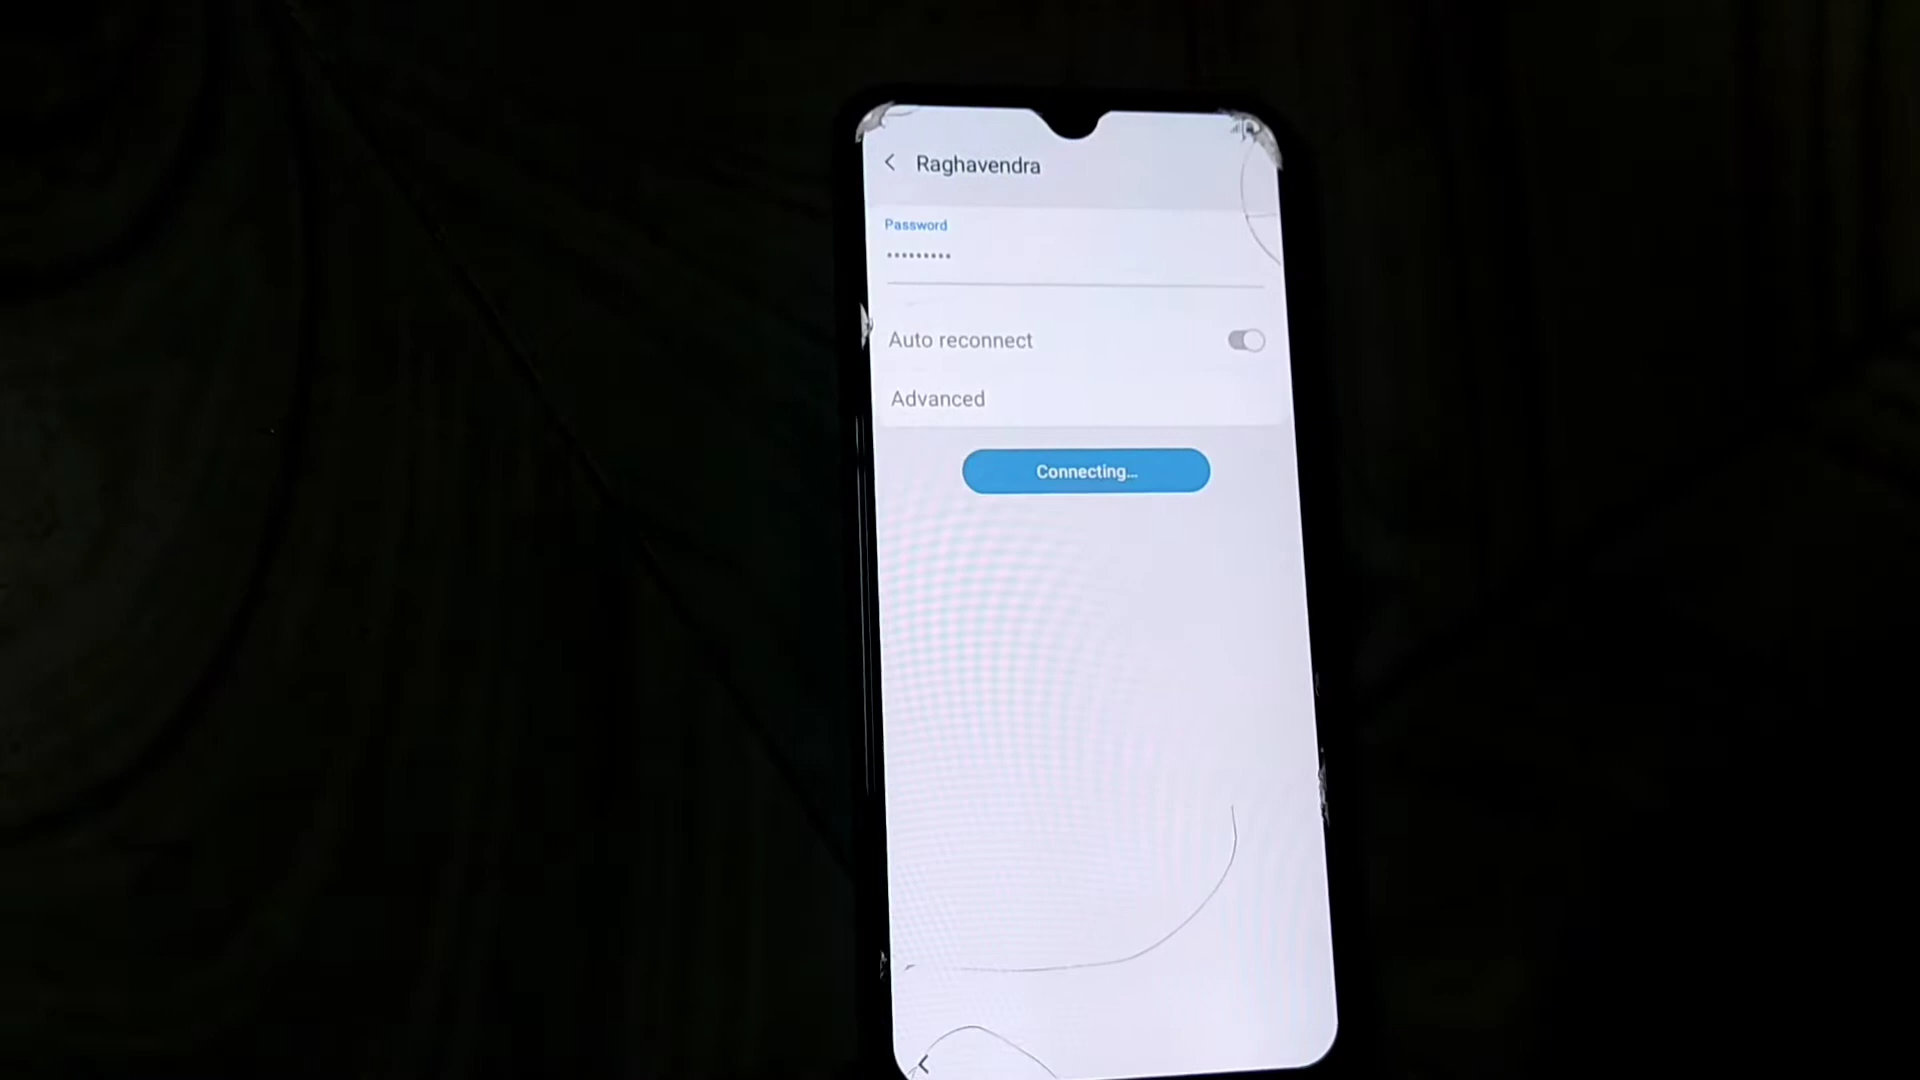 Raghavendra
Password
•••••••••
Auto reconnect
Advanced
Connecting...